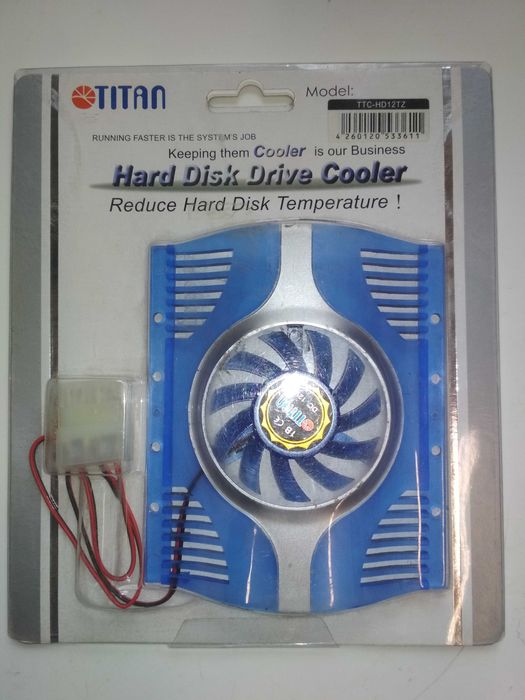 TITAN
Model:
TTC-HD12TZ
4 260120 533611
RUNNING FASTER IS THE SYSTEM'S JOB
Keeping them Cooler is our Business
Hard Disk Drive Cooler
Reduce Hard Disk Temperature !
TITAN